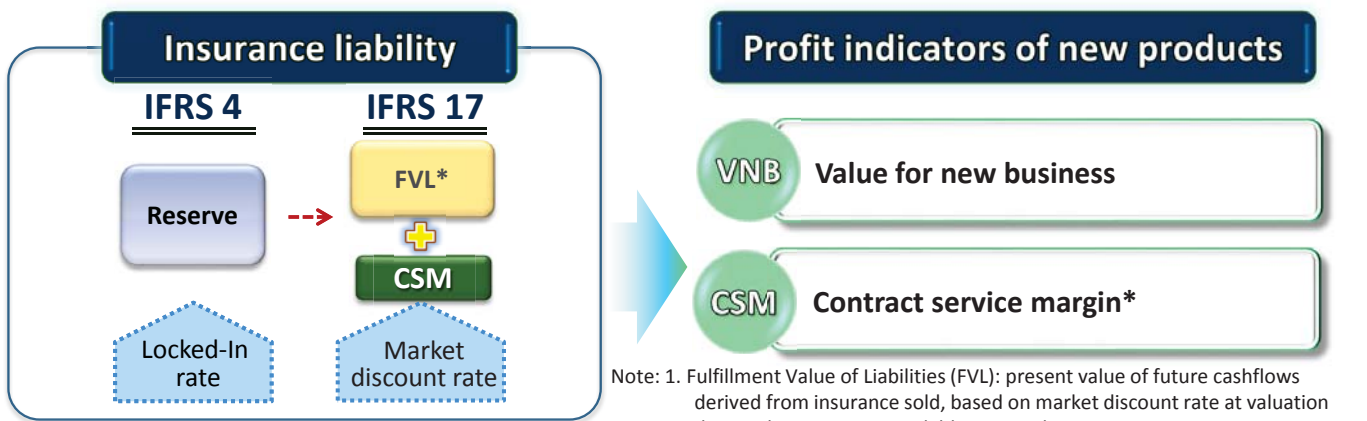 Insurance liability
IFRS 4
IFRS 17
Reserve
FVL*
CSM
Locked-In
rate
Market
discount rate
Profit indicators of new products
VNB
Value for new business
CSM
Contract service margin*
Note: 1. Fulfillment Value of Liabilities (FVL): present value of future cashflows
derived from insurance sold, based on market discount rate at valuation